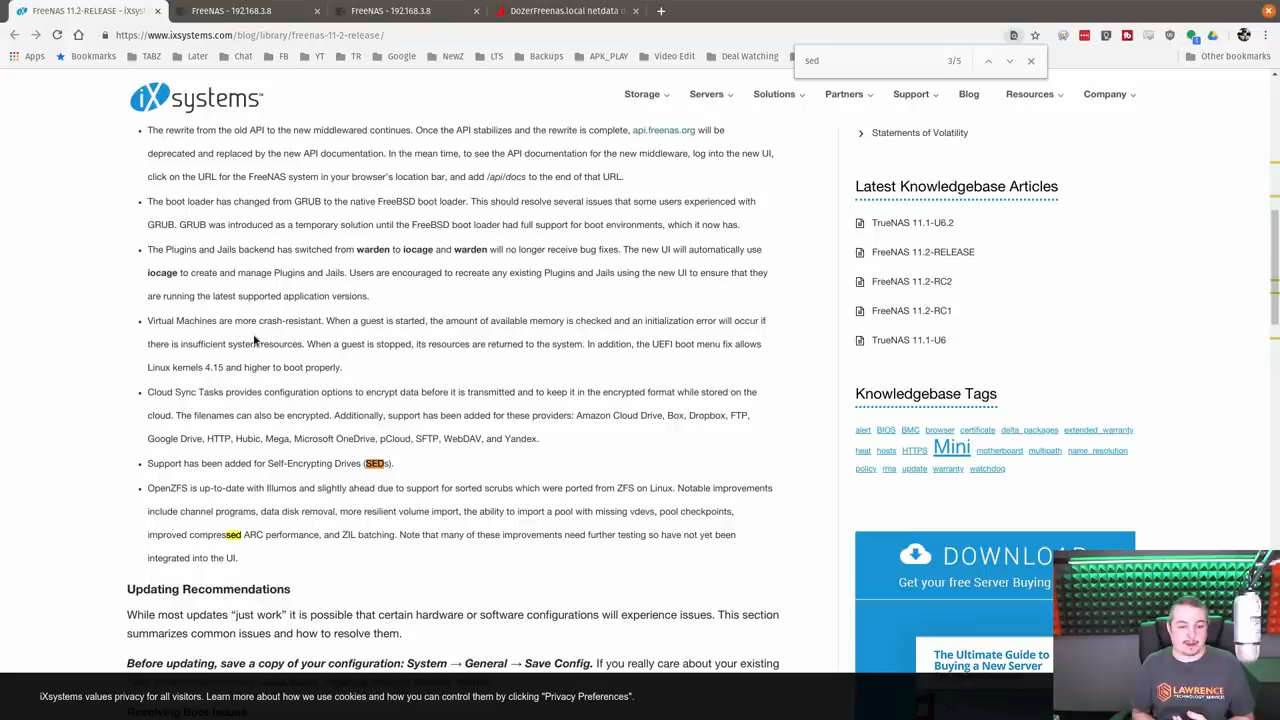 FreeNAS 11.2-RELEASE - iXsyst
FreeNAS - 192.168.3.8
FreeNAS - 192.168.3.8
DozerFreenas.local netdata d
https://www.ixsystems.com/blog/library/freenas-11-2-release/
Apps
Bookmarks
TABZ
Later
Chat
FB
YT
TR
Google
NewZ
LTS
Backups
APK_PLAY
Video Edit
Deal Watching
Other bookmarks
sed
3/5
iXsystems
Storage
Servers
Solutions
Partners
Support
Blog
Resources
Company
• The rewrite from the old API to the new middlewared continues. Once the API stabilizes and the rewrite is complete, api.freenas.org will be
deprecated and replaced by the new API documentation. In the mean time, to see the API documentation for the new middleware, log into the new UI,
click on the URL for the FreeNAS system in your browser's location bar, and add /api/docs to the end of that URL.
• The boot loader has changed from GRUB to the native FreeBSD boot loader. This should resolve several issues that some users experienced with
GRUB. GRUB was introduced as a temporary solution until the FreeBSD boot loader had full support for boot environments, which it now has.
• The Plugins and Jails backend has switched from warden to iocage and warden will no longer receive bug fixes. The new UI will automatically use
iocage to create and manage Plugins and Jails. Users are encouraged to recreate any existing Plugins and Jails using the new UI to ensure that they
are running the latest supported application versions.
• Virtual Machines are more crash-resistant. When a guest is started, the amount of available memory is checked and an initialization error will occur if
there is insufficient system resources. When a guest is stopped, its resources are returned to the system. In addition, the UEFI boot menu fix allows
Linux kernels 4.15 and higher to boot properly.
• Cloud Sync Tasks provides configuration options to encrypt data before it is transmitted and to keep it in the encrypted format while stored on the
cloud. The filenames can also be encrypted. Additionally, support has been added for these providers: Amazon Cloud Drive, Box, Dropbox, FTP,
Google Drive, HTTP, Hubic, Mega, Microsoft OneDrive, pCloud, SFTP, WebDAV, and Yandex.
• Support has been added for Self-Encrypting Drives (SEDs).
• OpenZFS is up-to-date with Illumos and slightly ahead due to support for sorted scrubs which were ported from ZFS on Linux. Notable improvements
include channel programs, data disk removal, more resilient volume import, the ability to import a pool with missing vdevs, pool checkpoints,
improved compressed ARC performance, and ZIL batching. Note that many of these improvements need further testing so have not yet been
integrated into the UI.
Updating Recommendations
While most updates “just work” it is possible that certain hardware or software configurations will experience issues. This section
summarizes common issues and how to resolve them.
Before updating, save a copy of your configuration: System → General → Save Config. If you really care about your existing
Statements of Volatility
Latest Knowledgebase Articles
TrueNAS 11.1-U6.2
FreeNAS 11.2-RELEASE
FreeNAS 11.2-RC2
FreeNAS 11.2-RC1
TrueNAS 11.1-U6
Knowledgebase Tags
alert BIOS BMC browser certificate delta_packages extended_warranty
heat hosts HTTPS Mini motherboard multipath name_resolution
policy rma update warranty watchdog
DOWNLOA
Get your free Server Buying
The Ultimate Guide to
Buying a New Server
iXsystems values privacy for all visitors. Learn more about how we use cookies and how you can control them by clicking "Privacy Preferences".
Resolving Boot Issues
LAWRENCE
TECHNOLOGY SERVICES